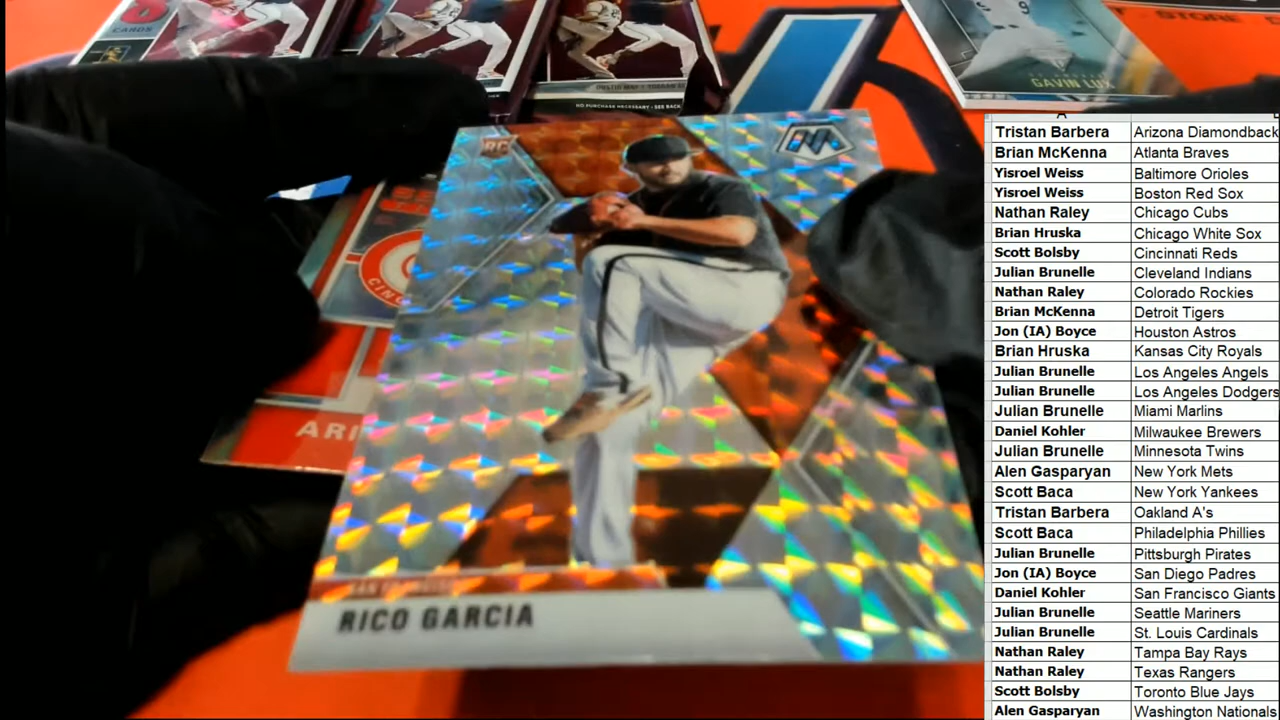 CARDS
NO PURCHASE NECESSARY - SEE BACK
GAVIN LUX
RC
ARI
RICO GARCIA
Tristan Barbera Arizona Diamondback
Brian McKenna Atlanta Braves
Yisroel Weiss Baltimore Orioles
Yisroel Weiss Boston Red Sox
Nathan Raley Chicago Cubs
Brian Hruska Chicago White Sox
Scott Bolsby Cincinnati Reds
Julian Brunelle Cleveland Indians
Nathan Raley Colorado Rockies
Brian McKenna Detroit Tigers
Jon (IA) Boyce Houston Astros
Brian Hruska Kansas City Royals
Julian Brunelle Los Angeles Angels
Julian Brunelle Los Angeles Dodgers
Julian Brunelle Miami Marlins
Daniel Kohler Milwaukee Brewers
Julian Brunelle Minnesota Twins
Alen Gasparyan New York Mets
Scott Baca New York Yankees
Tristan Barbera Oakland A's
Scott Baca Philadelphia Phillies
Julian Brunelle Pittsburgh Pirates
Jon (IA) Boyce San Diego Padres
Daniel Kohler San Francisco Giants
Julian Brunelle Seattle Mariners
Julian Brunelle St. Louis Cardinals
Nathan Raley Tampa Bay Rays
Nathan Raley Texas Rangers
Scott Bolsby Toronto Blue Jays
Alen Gasparyan Washington Nationals